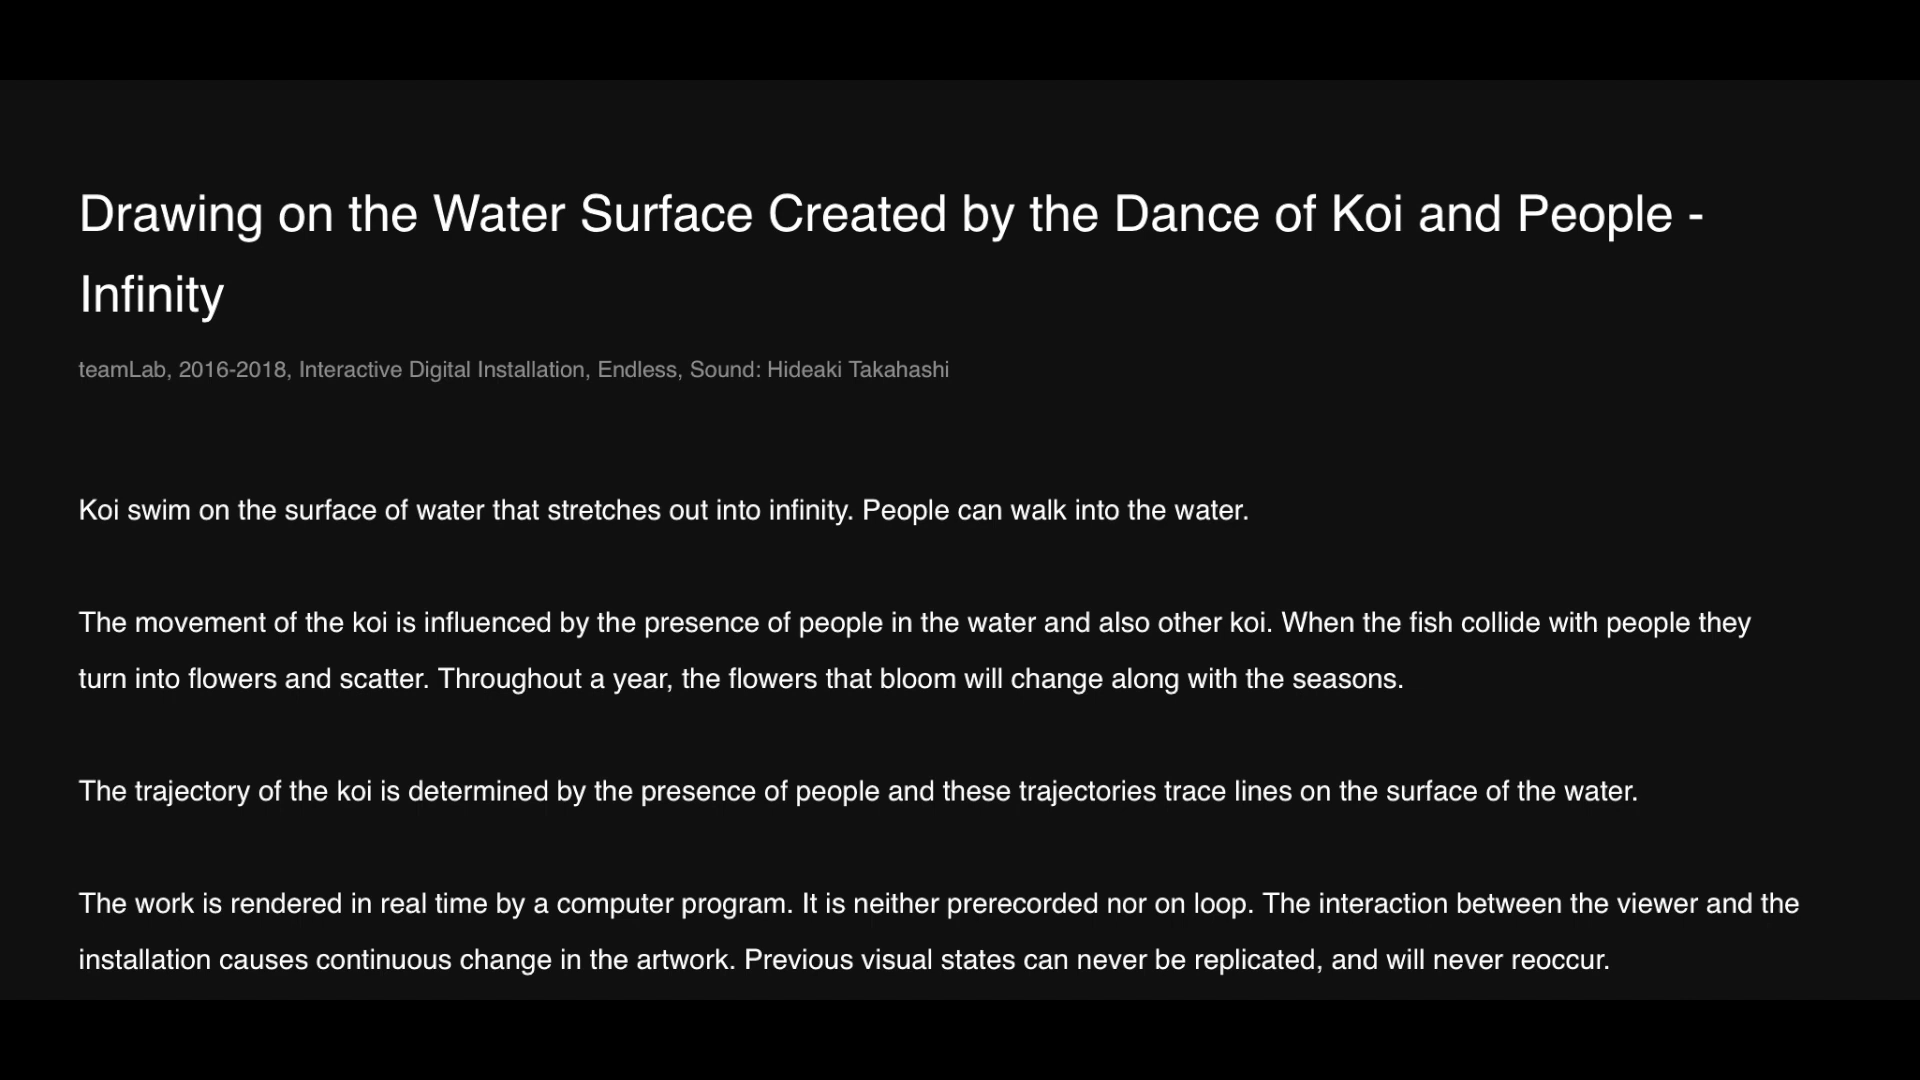 Drawing on the Water Surface Created by the Dance of Koi and People -
Infinity
teamLab, 2016-2018, Interactive Digital Installation, Endless, Sound: Hideaki Takahashi
Koi swim on the surface of water that stretches out into infinity. People can walk into the water.
The movement of the koi is influenced by the presence of people in the water and also other koi. When the fish collide with people they
turn into flowers and scatter. Throughout a year, the flowers that bloom will change along with the seasons.
The trajectory of the koi is determined by the presence of people and these trajectories trace lines on the surface of the water.
The work is rendered in real time by a computer program. It is neither prerecorded nor on loop. The interaction between the viewer and the
installation causes continuous change in the artwork. Previous visual states can never be replicated, and will never reoccur.